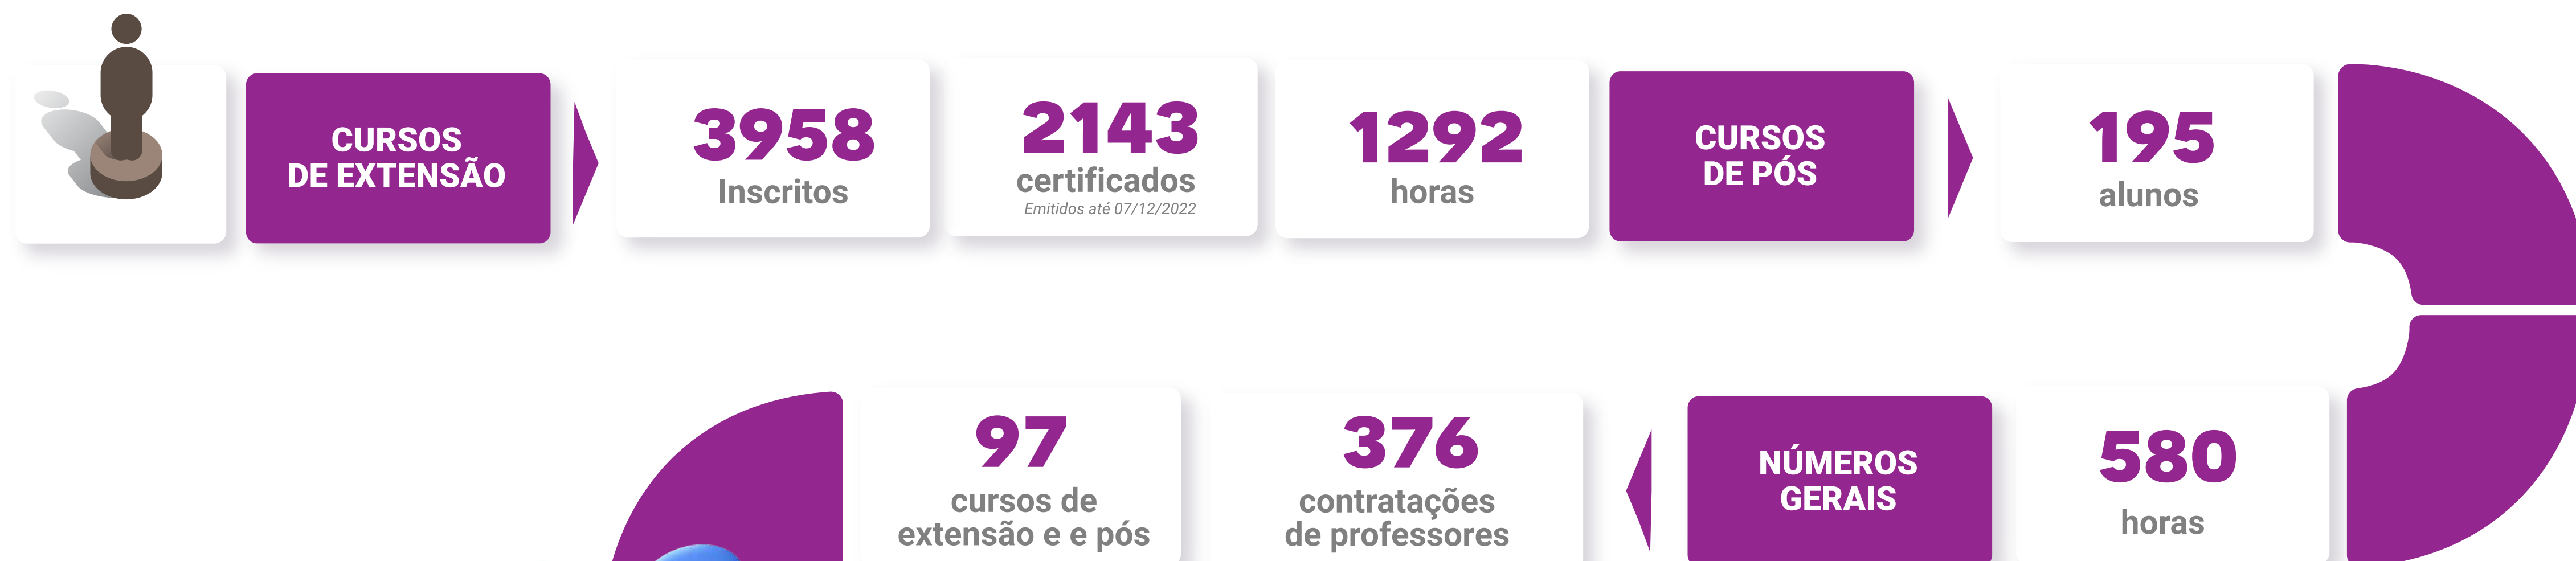 CURSOS
DE EXTENSÃO
3958
Inscritos
2143
certificados
Emitidos até 07/12/2022
1292
horas
CURSOS
DE PÓS
195
alunos
580
horas
NÚMEROS
GERAIS
376
contratações
de professores
97
cursos de
extensão e e pós